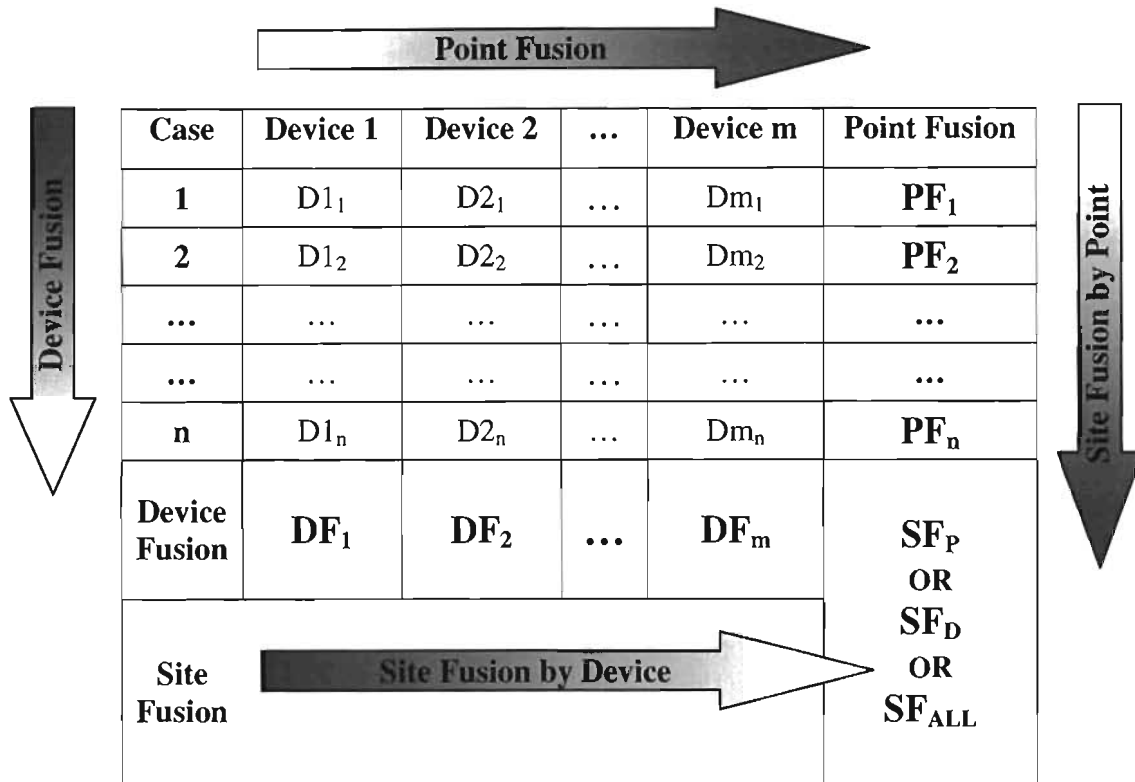 Point Fusion
Device Fusion
Site Fusion by Point
Case Device 1 Device 2 ... Device m Point Fusion
1 D1₁ D2₁ ... Dm₁ PF₁
2 D1₂ D2₂ ... Dm₂ PF₂
... ... ... ... ... ...
... ... ... ... ... ...
n D1ₙ D2ₙ ... Dmₙ PFₙ
Device
Fusion
DF₁ DF₂ ... DFₘ
Site
Fusion
Site Fusion by Device
SF_P
OR
SF_D
OR
SF_ALL